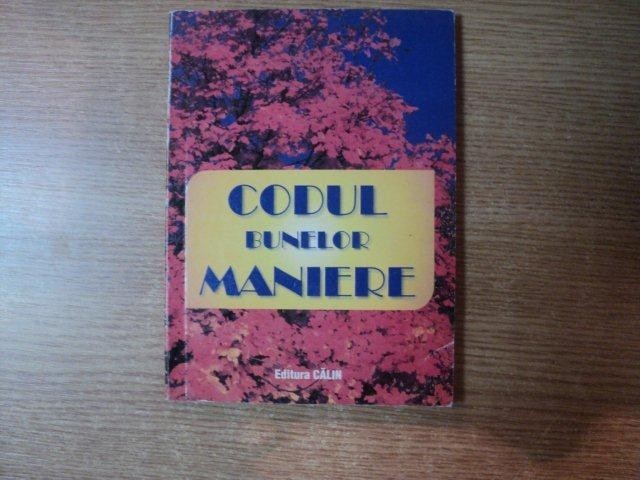 CODUL
BUNELOR
MANIERE
Editura CĂLIN